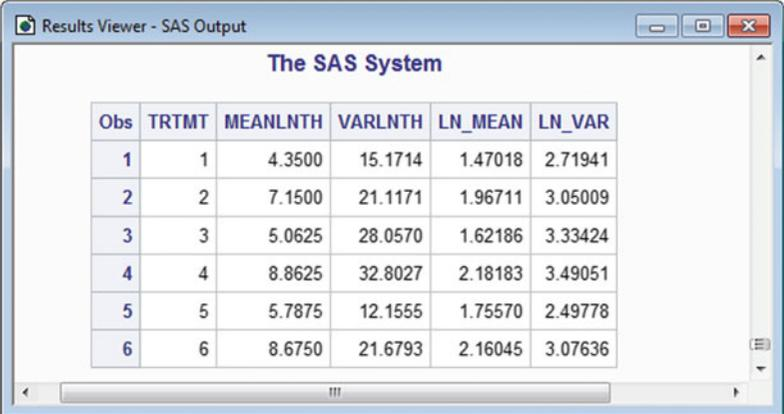 Results Viewer - SAS Output
The SAS System
Obs TRTMT MEANLNTH VARLNTH LN_MEAN LN_VAR
1 1 4.3500 15.1714 1.47018 2.71941
2 2 7.1500 21.1171 1.96711 3.05009
3 3 5.0625 28.0570 1.62186 3.33424
4 4 8.8625 32.8027 2.18183 3.49051
5 5 5.7875 12.1555 1.75570 2.49778
6 6 8.6750 21.6793 2.16045 3.07636